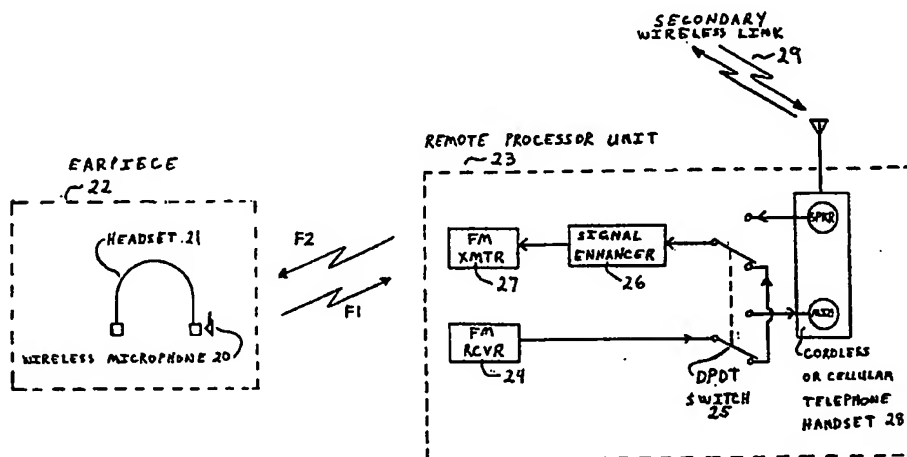 SECONDARY
WIRELESS LINK
29
REMOTE PROCESSOR UNIT
23
EARPIECE
22
HEADSET 21
F2
F1
WIRELESS MICROPHONE 20
FM
XMTR
27
SIGNAL
ENHANCER
26
SPKR
FM
RCVR
24
DPDT
SWITCH
25
MIC
CORDLESS
OR CELLULAR
TELEPHONE
HANDSET 28